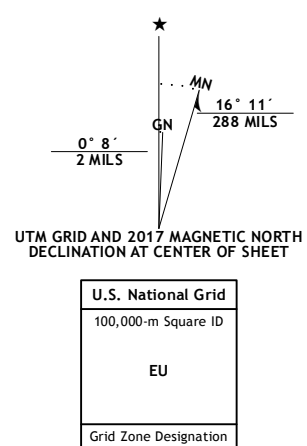 ★
MN
GN
16° 11´
288 MILS
0° 8´
2 MILS
UTM GRID AND 2017 MAGNETIC NORTH
DECLINATION AT CENTER OF SHEET
U.S. National Grid
100,000-m Square ID
EU
Grid Zone Designation